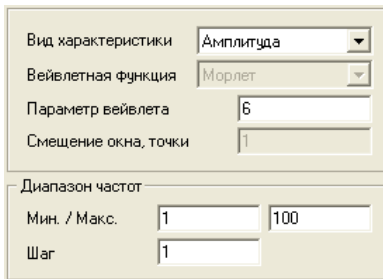 Вид характеристики Амплитуда
Вейвлетная функция Морлет
Параметр вейвлета 6
Смещение окна, точки 1
Диапазон частот
Мин. / Макс. 1 100
Шаг 1